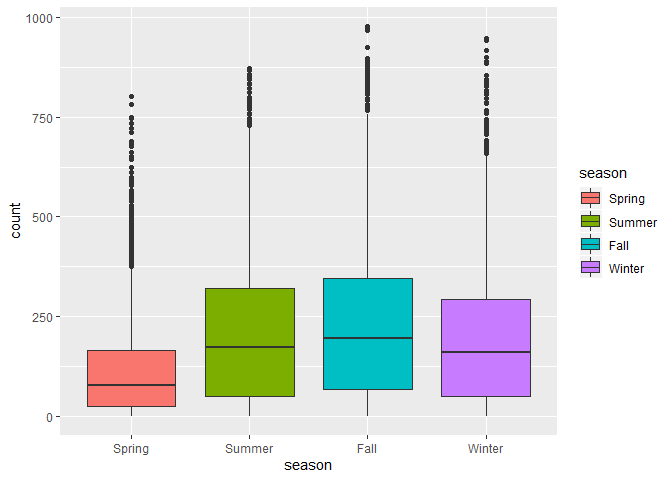 1000
750
500
250
0
count
Spring Summer Fall Winter
season
season
Spring
Summer
Fall
Winter